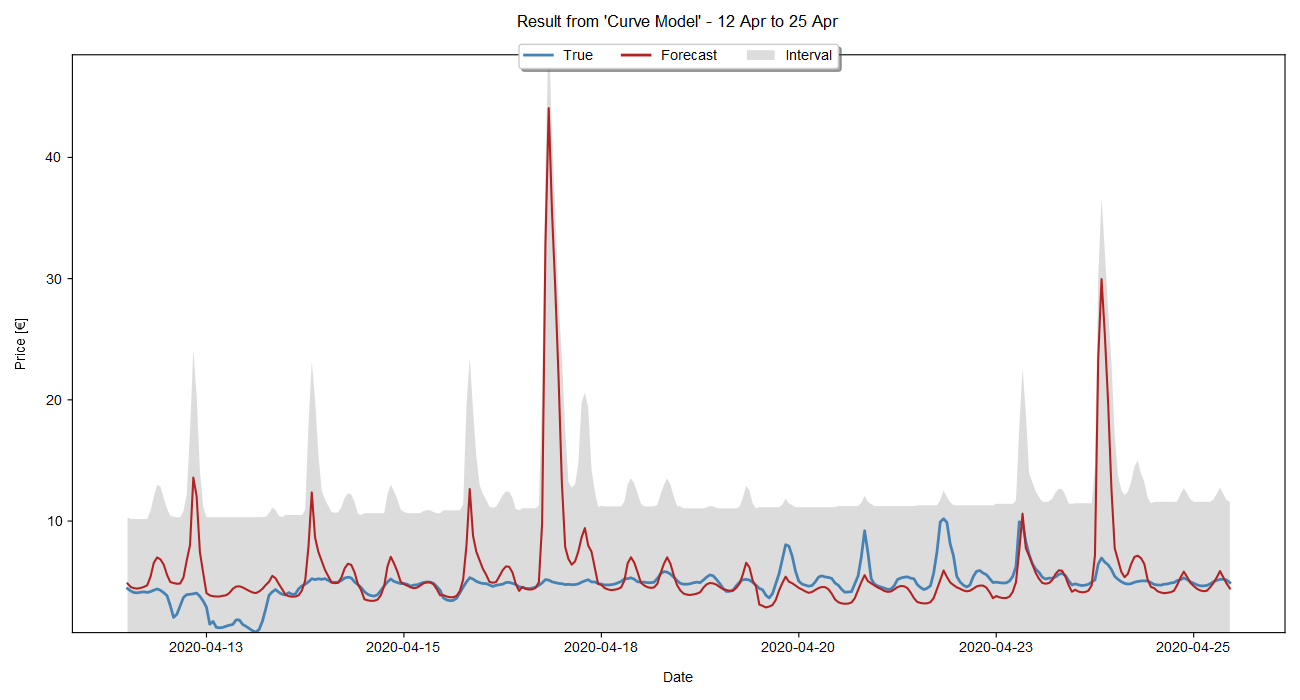 Result from 'Curve Model' - 12 Apr to 25 Apr
True Forecast Interval
Price [€]
40
30
20
10
2020-04-13 2020-04-15 2020-04-18 2020-04-20 2020-04-23 2020-04-25
Date